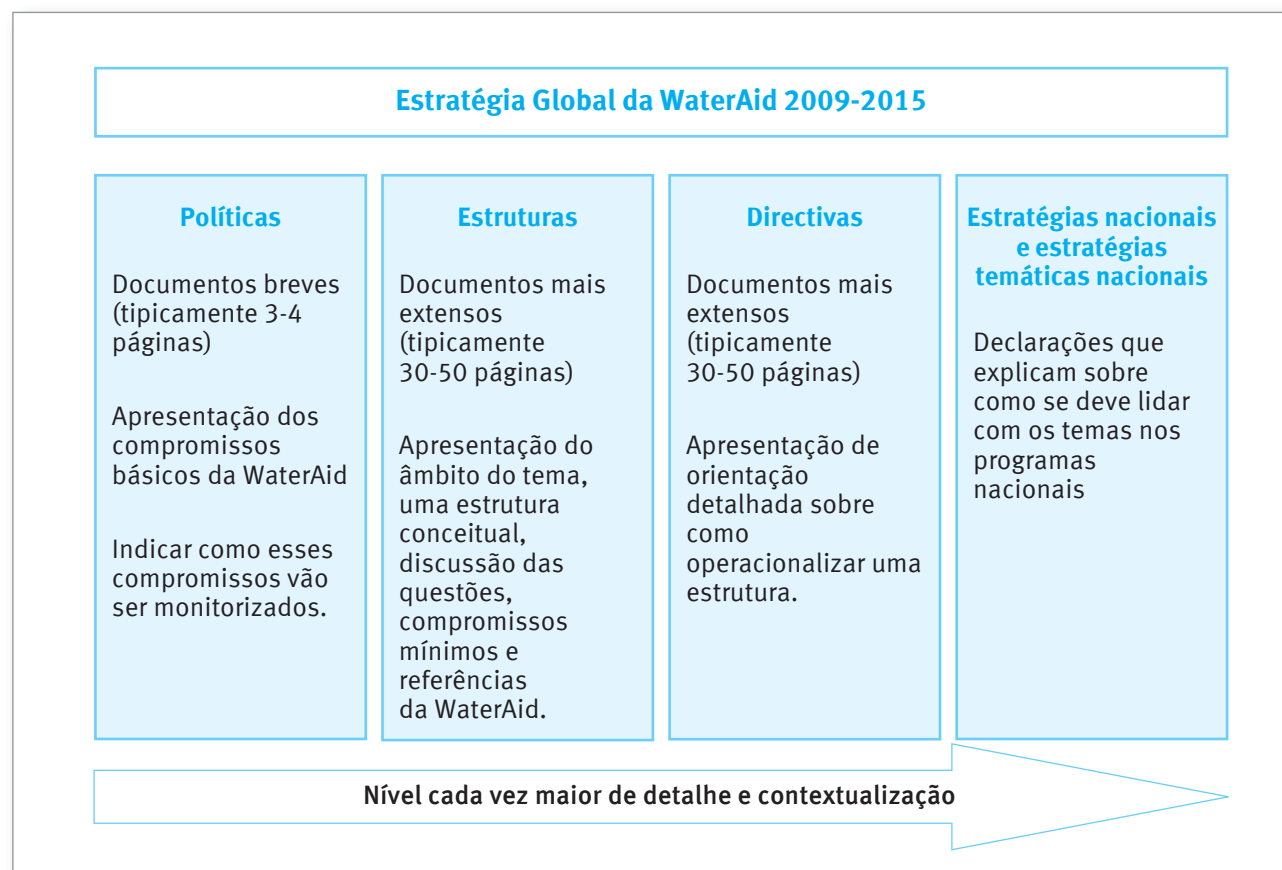 Estratégia Global da WaterAid 2009-2015
Políticas
Documentos breves
(tipicamente 3-4
páginas)
Apresentação dos
compromissos
básicos da WaterAid
Indicar como esses
compromissos vão
ser monitorizados.
Estruturas
Documentos mais
extensos
(tipicamente
30-50 páginas)
Apresentação do
âmbito do tema,
uma estrutura
conceitual,
discussão das
questões,
compromissos
mínimos e
referências
da WaterAid.
Directivas
Documentos mais
extensos
(tipicamente
30-50 páginas)
Apresentação de
orientação
detalhada sobre
como
operacionalizar uma
estrutura.
Estratégias nacionais
e estratégias
temáticas nacionais
Declarações que
explicam sobre
como se deve lidar
com os temas nos
programas
nacionais
Nível cada vez maior de detalhe e contextualização